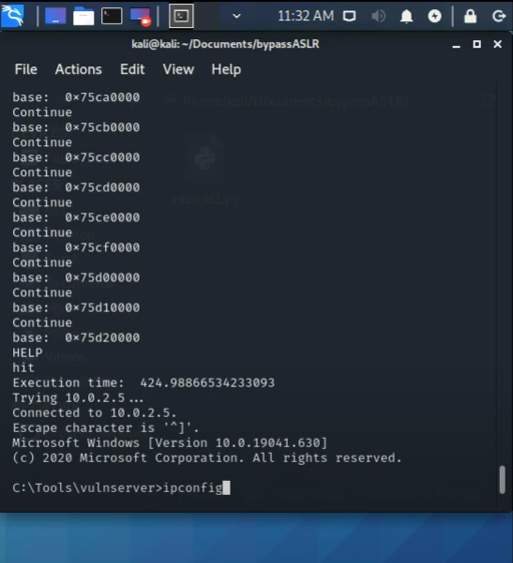 11:32 AM
kali@kali: ~/Documents/bypassASLR
File Actions Edit View Help
base: 0×75ca0000
Continue
base: 0×75cb0000
Continue
base: 0×75cc0000
Continue
base: 0×75cd0000
Continue
base: 0×75ce0000
Continue
base: 0×75cf0000
Continue
base: 0×75d00000
Continue
base: 0×75d10000
Continue
base: 0×75d20000
HELP
hit
Execution time: 424.98866534233093
Trying 10.0.2.5...
Connected to 10.0.2.5.
Escape character is '^]'.
Microsoft Windows [Version 10.0.19041.630]
(c) 2020 Microsoft Corporation. All rights reserved.
C:\Tools\vulnserver>ipconfig